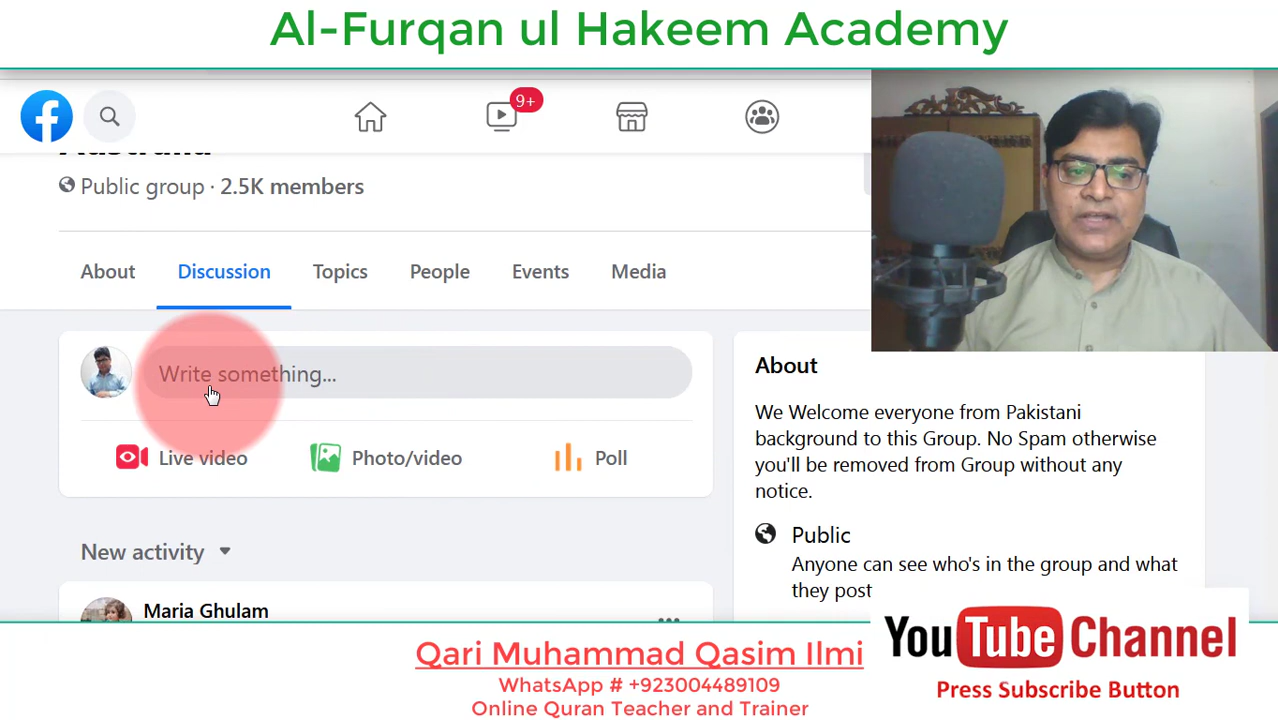 Al-Furqan ul Hakeem Academy
9+
Australia
Public group · 2.5K members
About
Discussion
Topics
People
Events
Media
Write something...
Live video
Photo/video
Poll
New activity
Maria Ghulam
About
We Welcome everyone from Pakistani
background to this Group. No Spam otherwise
you'll be removed from Group without any
notice.
Public
Anyone can see who's in the group and what
they post
Qari Muhammad Qasim Ilmi
WhatsApp # +923004489109
Online Quran Teacher and Trainer
YouTube Channel
Press Subscribe Button